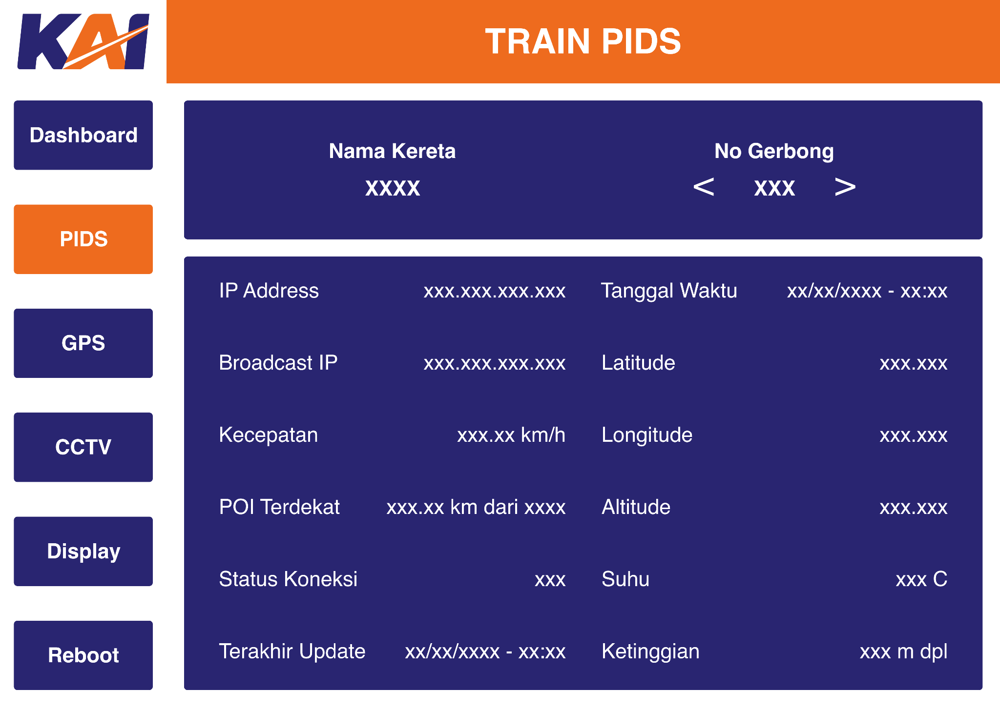 KAI
TRAIN PIDS
Dashboard
PIDS
GPS
CCTV
Display
Reboot
Nama Kereta
xxxx
No Gerbong
< xxx >
IP Address xxx.xxx.xxx.xxx
Broadcast IP xxx.xxx.xxx.xxx
Kecepatan xxx.xx km/h
POI Terdekat xxx.xx km dari xxxx
Status Koneksi xxx
Terakhir Update xx/xx/xxxx - xx:xx
Tanggal Waktu xx/xx/xxxx - xx:xx
Latitude xxx.xxx
Longitude xxx.xxx
Altitude xxx.xxx
Suhu xxx C
Ketinggian xxx m dpl